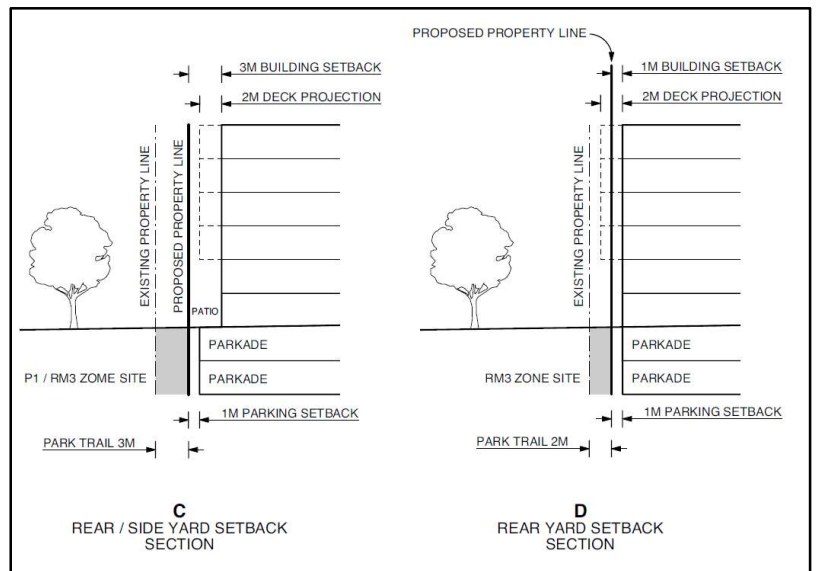 3M BUILDING SETBACK
2M DECK PROJECTION
EXISTING PROPERTY LINE
PROPOSED PROPERTY LINE
PATIO
PARKADE
P1 / RM3 ZOME SITE
PARKADE
1M PARKING SETBACK
PARK TRAIL 3M
C
REAR / SIDE YARD SETBACK
SECTION
PROPOSED PROPERTY LINE
1M BUILDING SETBACK
2M DECK PROJECTION
EXISTING PROPERTY LINE
PARKADE
RM3 ZONE SITE
PARKADE
1M PARKING SETBACK
PARK TRAIL 2M
D
REAR YARD SETBACK
SECTION